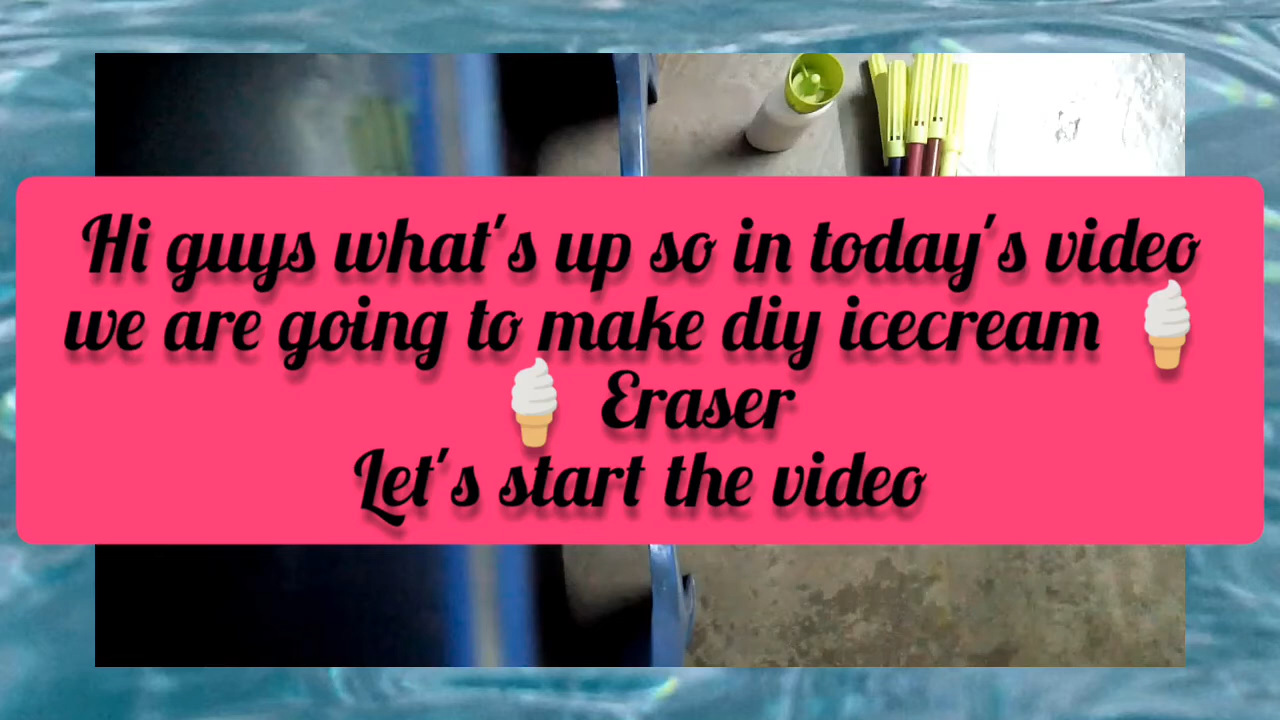 Hi guys what's up so in today's video
we are going to make diy icecream 🍦
🍦 Eraser
Let's start the video